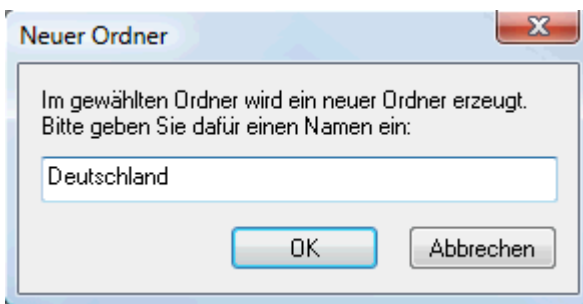 Neuer Ordner
Im gewählten Ordner wird ein neuer Ordner erzeugt.
Bitte geben Sie dafür einen Namen ein:
Deutschland
OK
Abbrechen